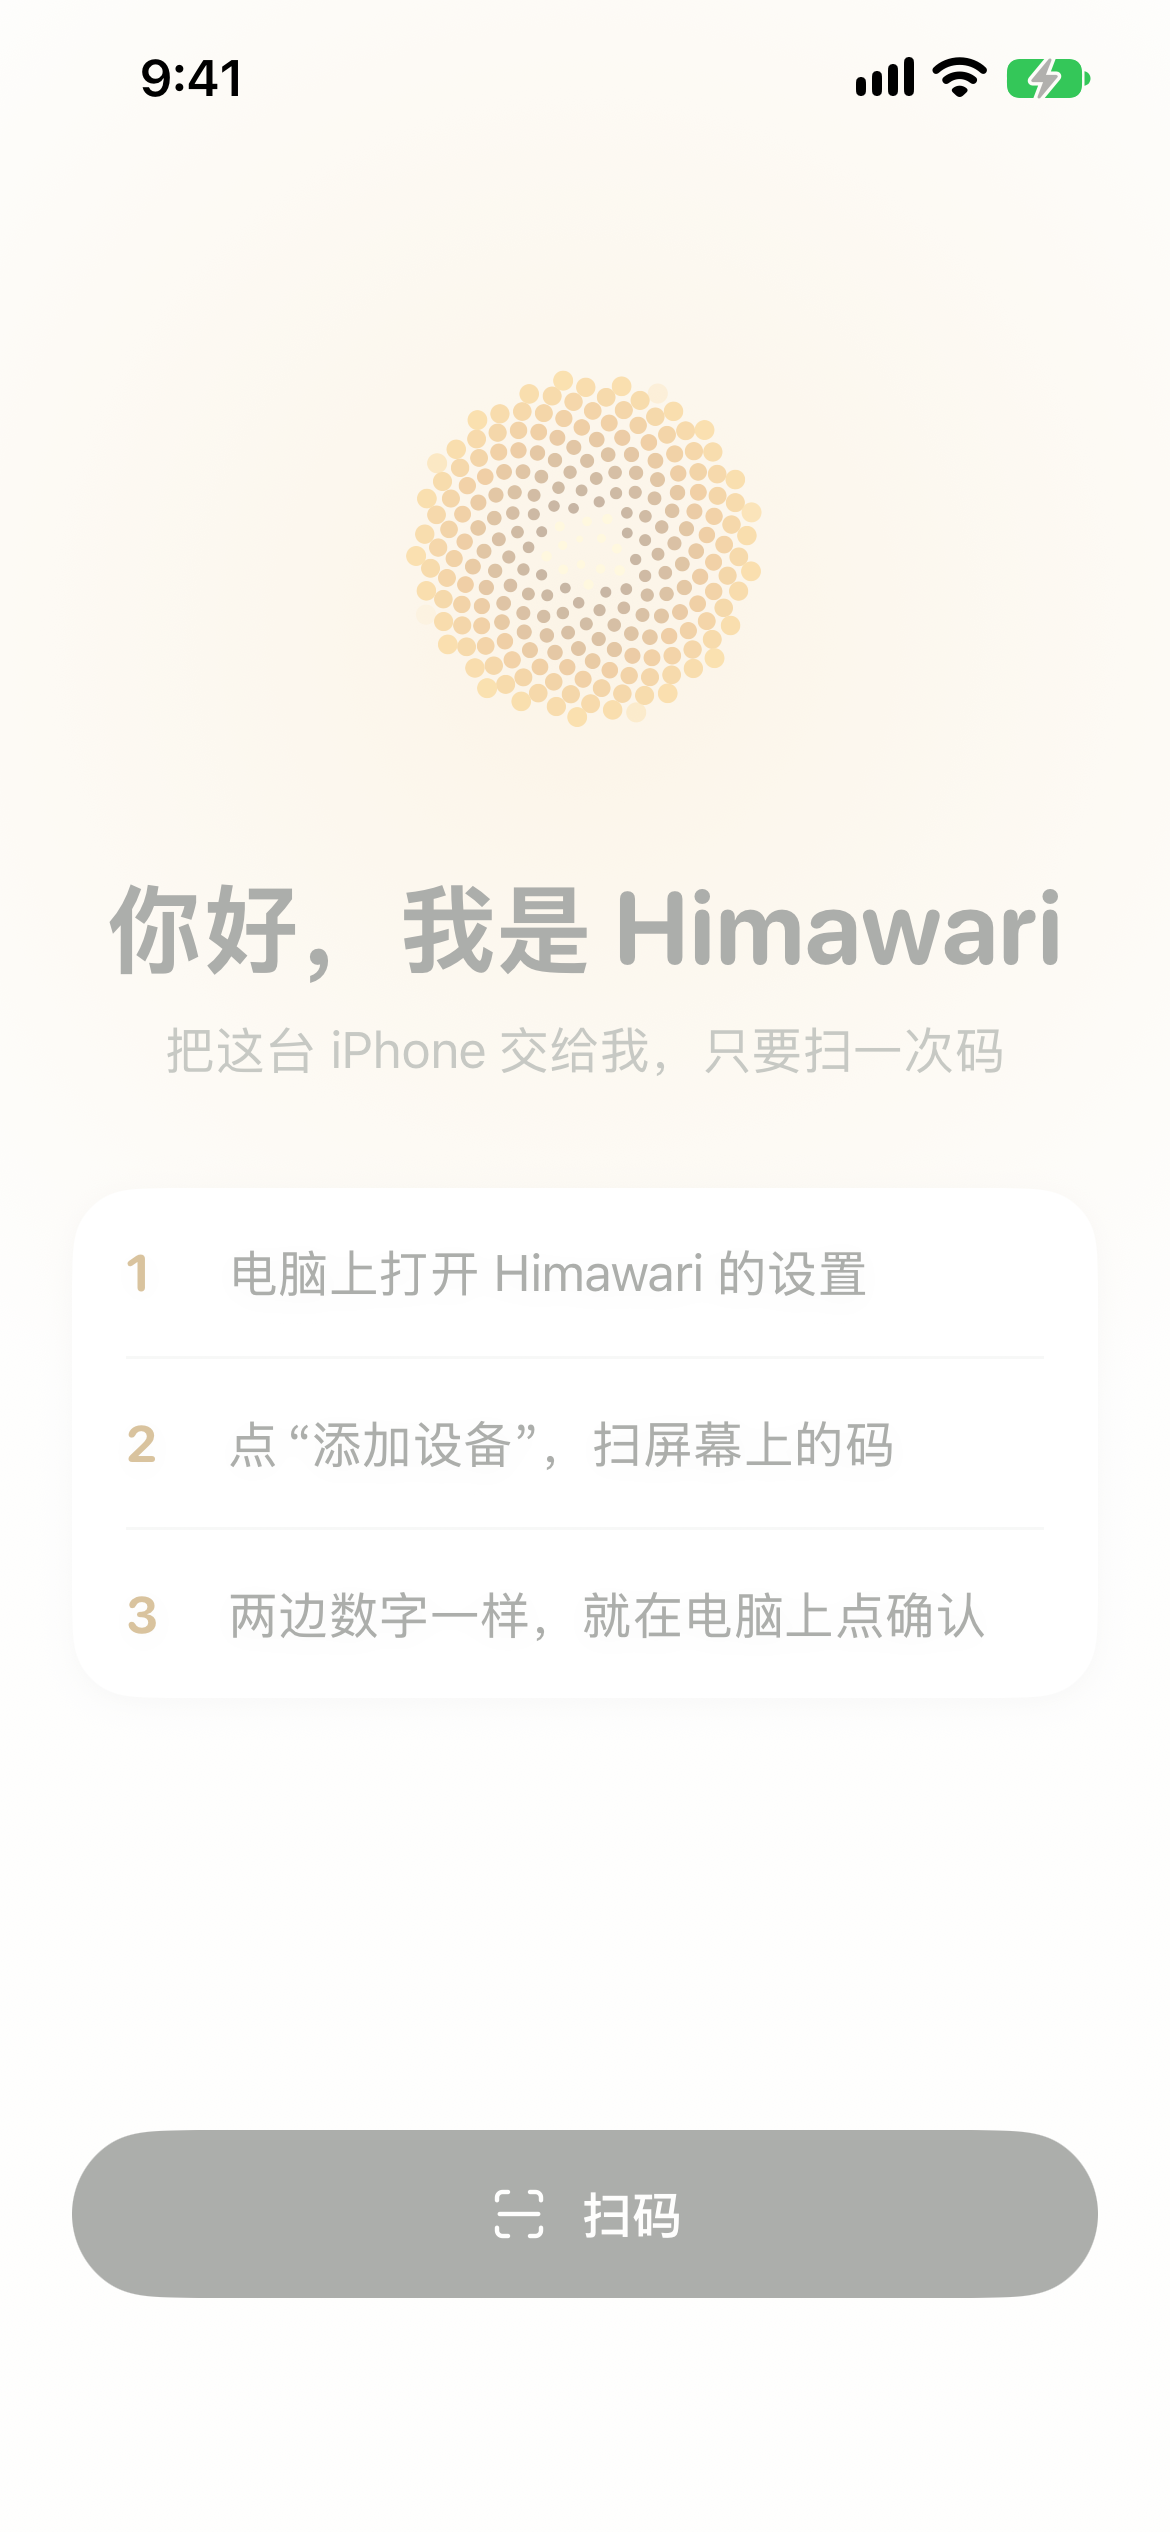 9:41
你好，我是 Himawari
把这台 iPhone 交给我，只要扫一次码
1 电脑上打开 Himawari 的设置
2 点 “添加设备”，扫屏幕上的码
3 两边数字一样，就在电脑上点确认
扫码